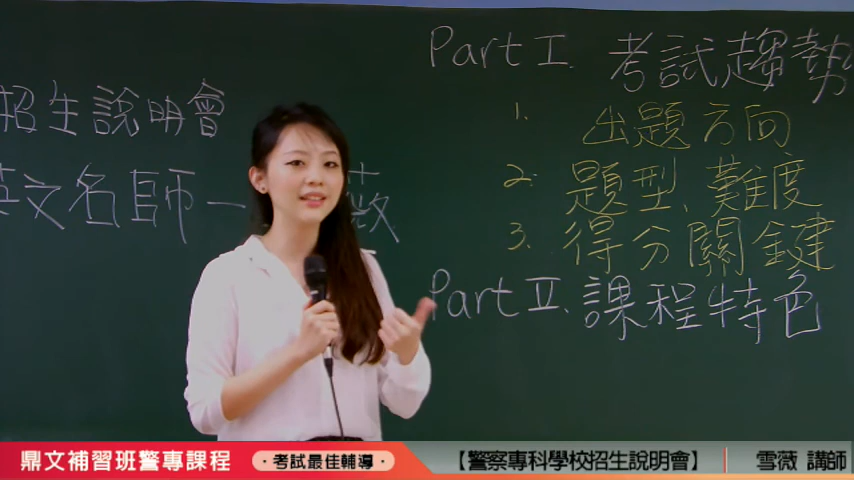 招生說明會
英文名師一
數
Part I. 考試趨勢
1. 出題方向
2. 題型、難度
3. 得分關鍵
Part II. 課程特色
鼎文補習班警專課程 ·考試最佳輔導· 【警察專科學校招生說明會】 | 雪薇 講師